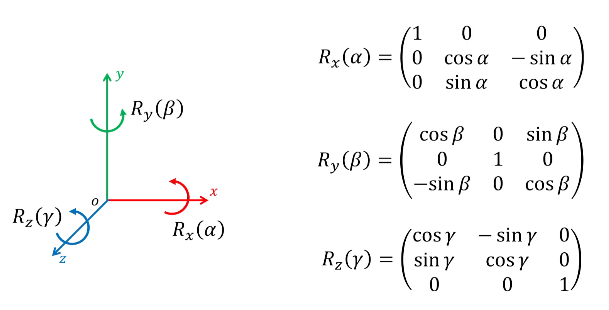 y
R_y(β)
o
x
R_z(γ)
R_x(α)
z
R_x(α) = (1 0 0
0 cos α − sin α
0 sin α cos α)
R_y(β) = (cos β 0 sin β
0 1 0
−sin β 0 cos β)
R_z(γ) = (cos γ − sin γ 0
sin γ cos γ 0
0 0 1)